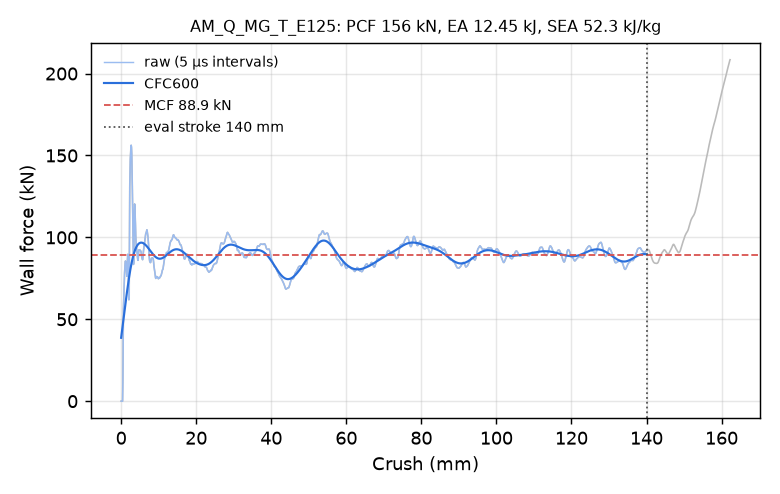 AM_Q_MG_T_E125: PCF 156 kN, EA 12.45 kJ, SEA 52.3 kJ/kg
raw (5 µs intervals)
CFC600
MCF 88.9 kN
eval stroke 140 mm
Wall force (kN)
200
150
100
50
0
0 20 40 60 80 100 120 140 160
Crush (mm)